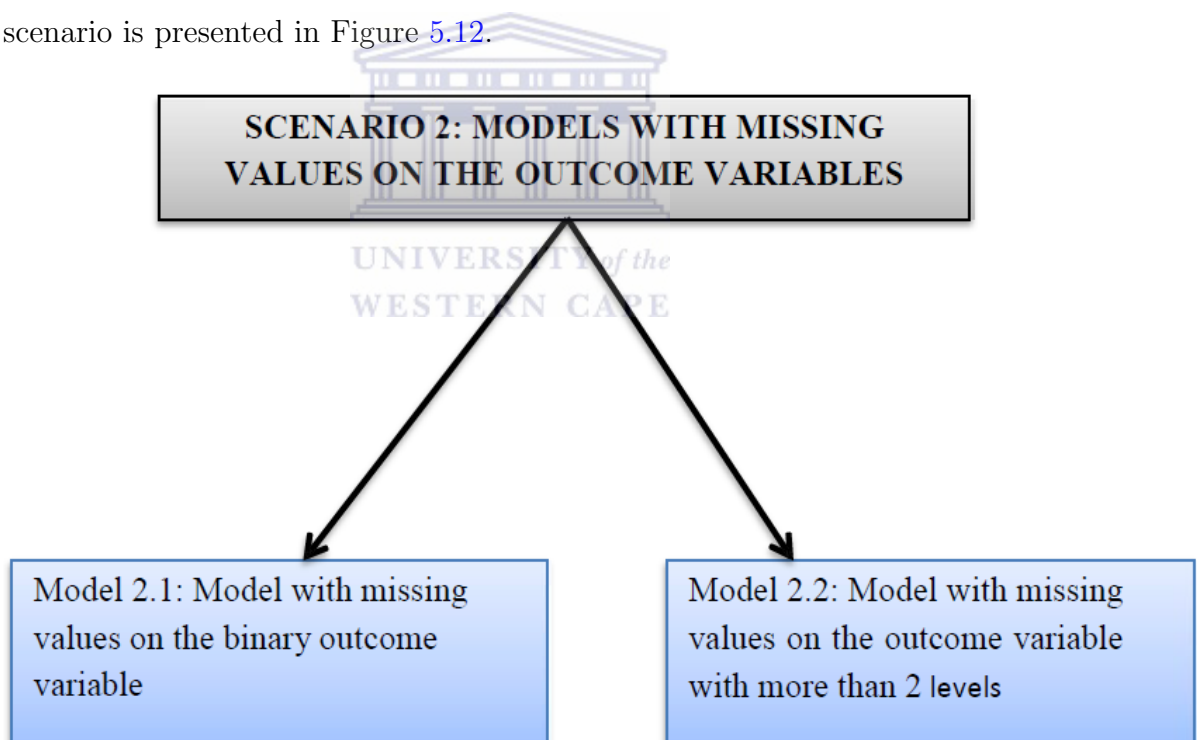 scenario is presented in Figure 5.12.
SCENARIO 2: MODELS WITH MISSING
VALUES ON THE OUTCOME VARIABLES
UNIVERSITY of the
WESTERN CAPE
Model 2.1: Model with missing
values on the binary outcome
variable
Model 2.2: Model with missing
values on the outcome variable
with more than 2 levels